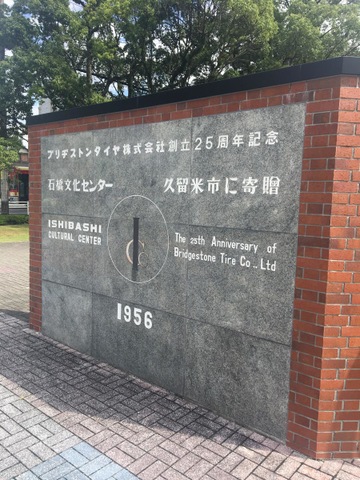 ブリヂストンタイヤ株式会社創立25周年記念
石橋文化センター 久留米市に寄贈
ISHIBASHI
CULTURAL CENTER
The 25th Anniversary of
Bridgestone Tire Co., Ltd
1956